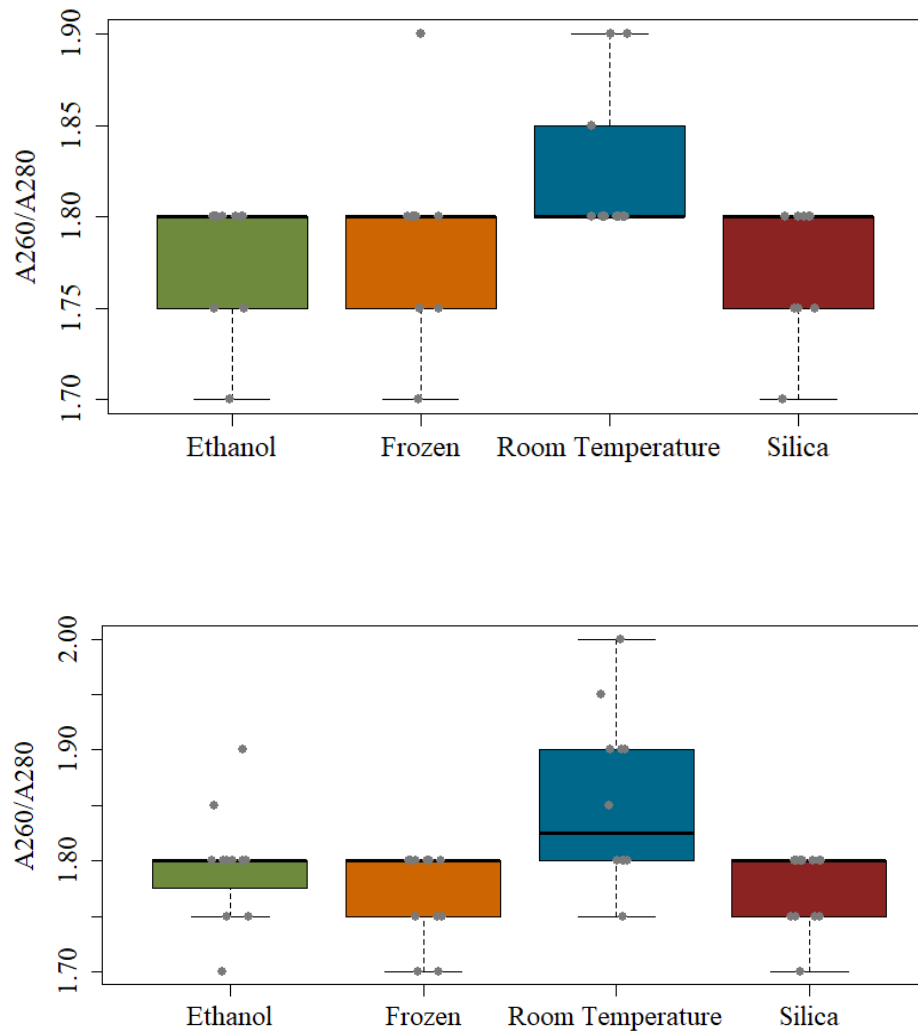 A260/A280
1.90
1.85
1.80
1.75
1.70
Ethanol Frozen Room Temperature Silica
A260/A280
2.00
1.90
1.80
1.70
Ethanol Frozen Room Temperature Silica